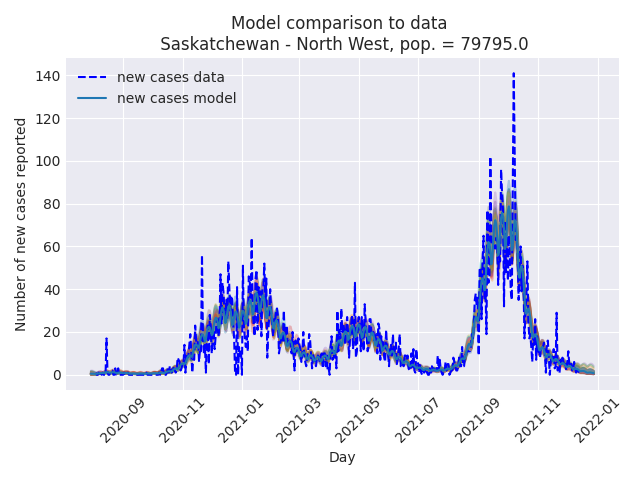 Model comparison to data
Saskatchewan - North West, pop. = 79795.0
new cases data
new cases model
Number of new cases reported
140
120
100
80
60
40
20
0
2020-09
2020-11
2021-01
2021-03
2021-05
2021-07
2021-09
2021-11
2022-01
Day